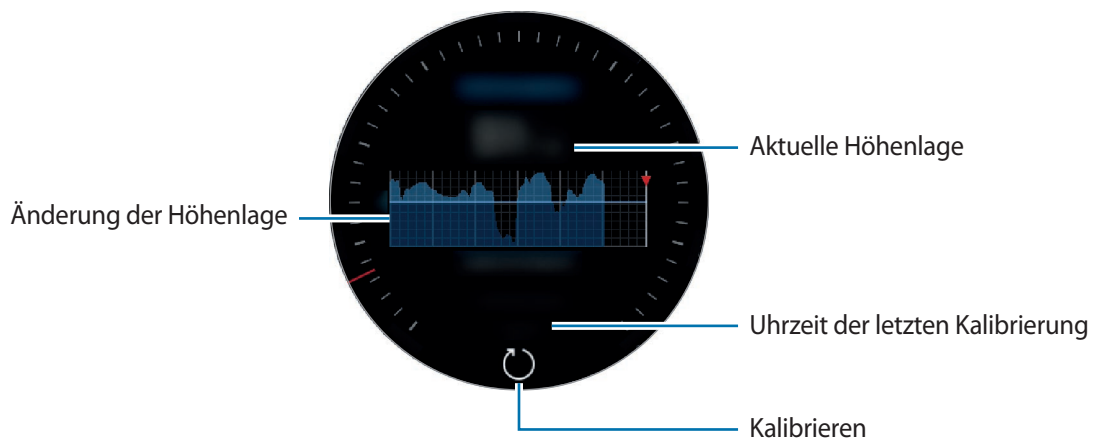 Aktuelle Höhenlage
Änderung der Höhenlage
Uhrzeit der letzten Kalibrierung
Kalibrieren